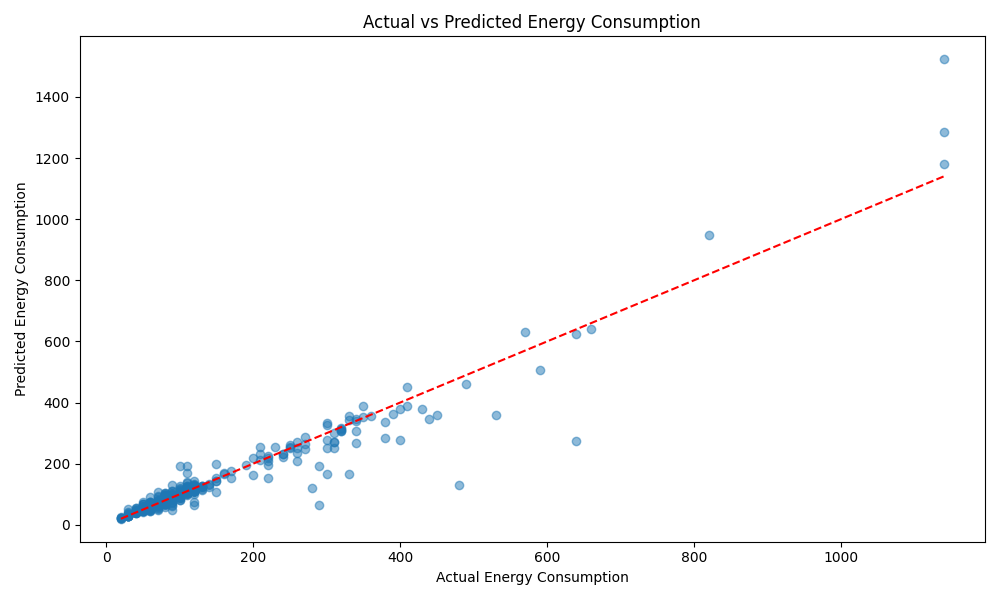 Actual vs Predicted Energy Consumption
Predicted Energy Consumption
1400
1200
1000
800
600
400
200
0
0 200 400 600 800 1000
Actual Energy Consumption